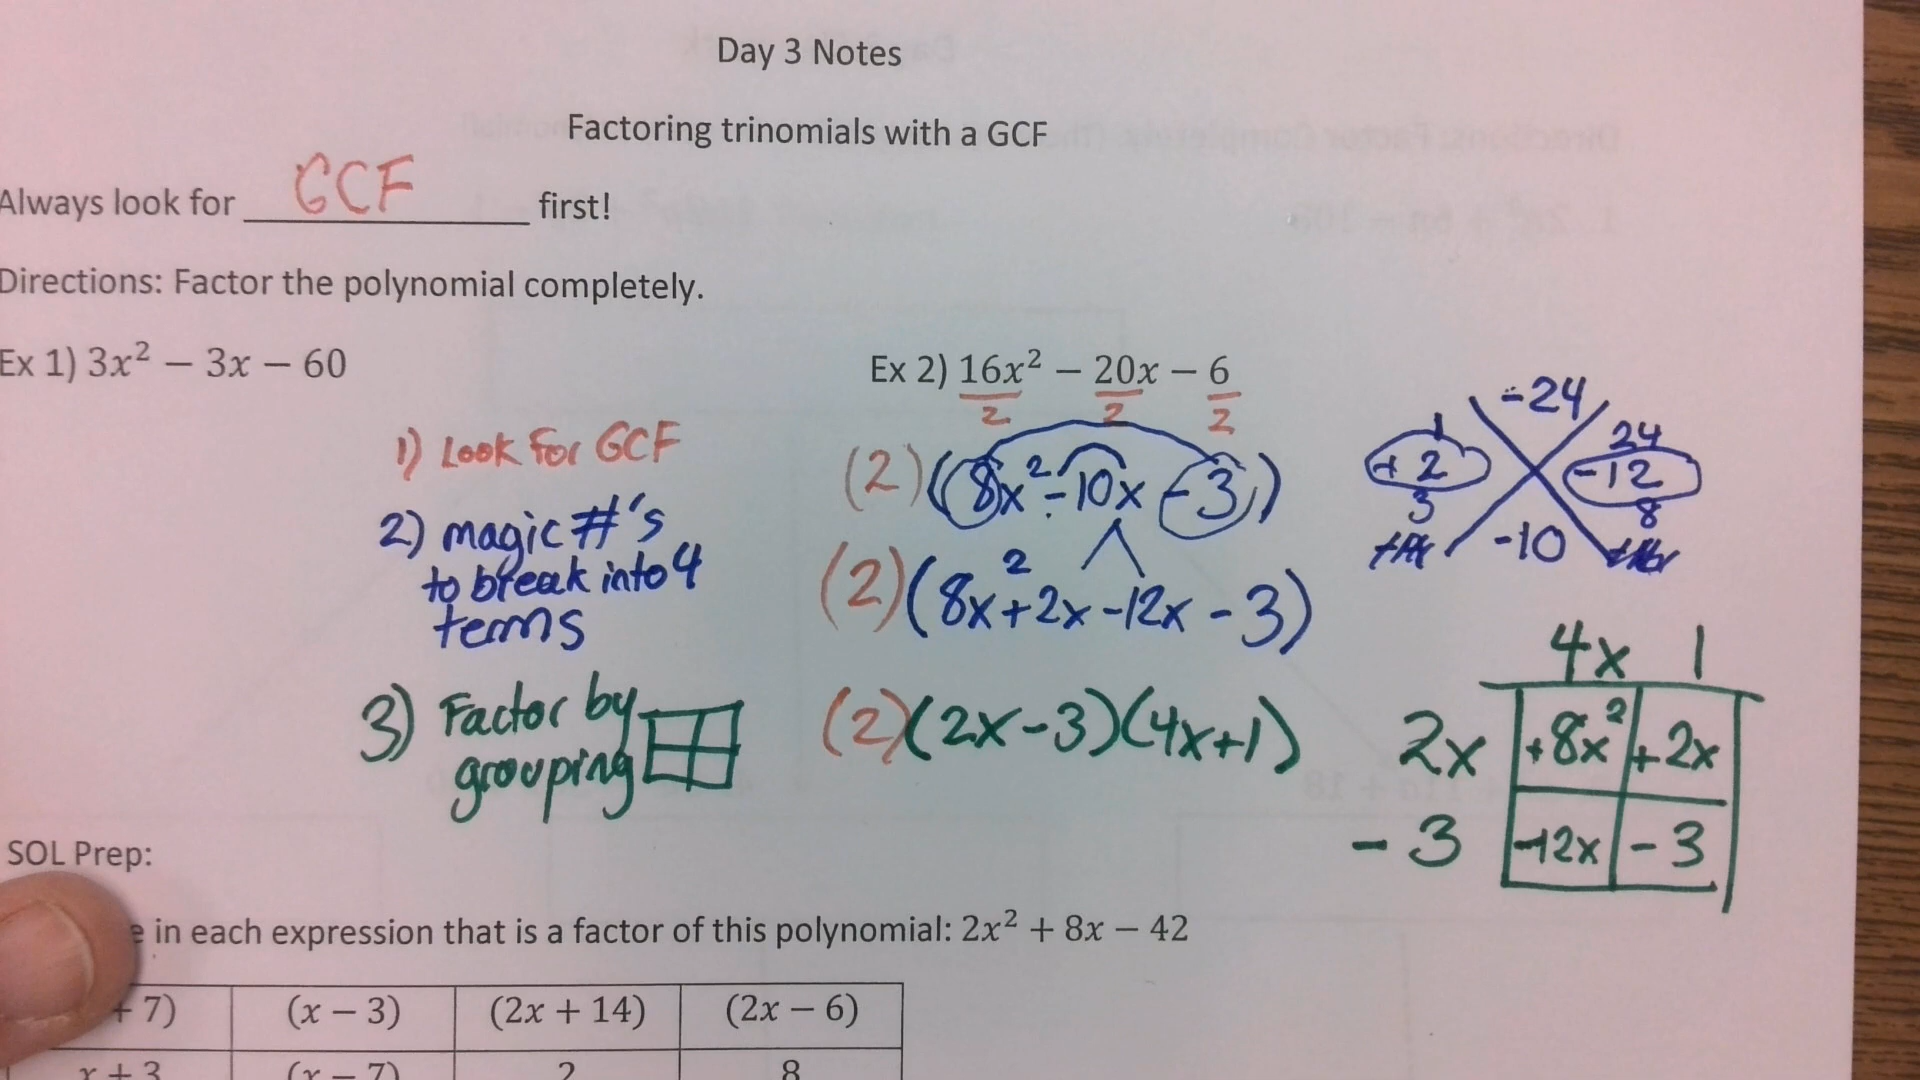 Day 3 Notes
Factoring trinomials with a GCF
Always look for GCF first!
Directions: Factor the polynomial completely.
Ex 1) 3x² − 3x − 60
Ex 2) 16x² − 20x − 6
2 2 2
1) Look for GCF
(2)(8x² - 10x - 3)
2) magic #'s
to break into 4
terms
(2)(8x² + 2x - 12x - 3)
3) Factor by
grouping
(2)(2x - 3)(4x + 1)
-24
1 24
+ 2 - 12
3 8
-10
4x 1
2x +8x² +2x
- 3 -12x - 3
SOL Prep:
in each expression that is a factor of this polynomial: 2x² + 8x − 42
+ 7) (x − 3) (2x + 14) (2x − 6)
x + 3 (x − 7) 2 8